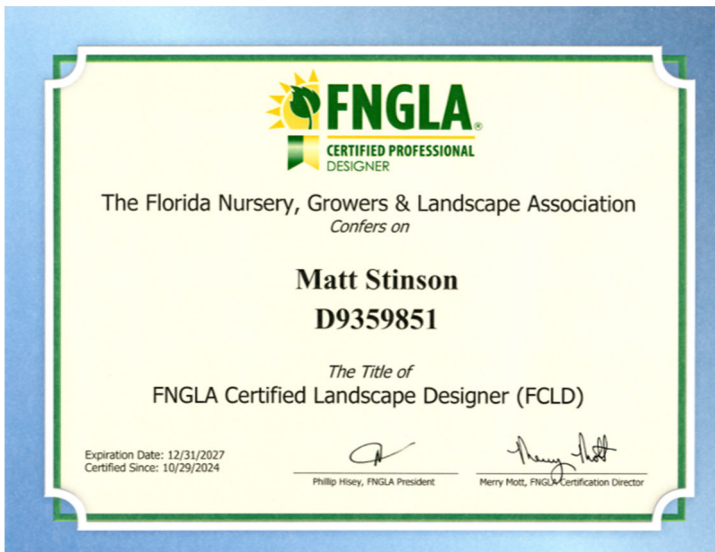 FNGLA®
CERTIFIED PROFESSIONAL
DESIGNER
The Florida Nursery, Growers & Landscape Association
Confers on
Matt Stinson
D9359851
The Title of
FNGLA Certified Landscape Designer (FCLD)
Expiration Date: 12/31/2027
Certified Since: 10/29/2024
Merry Mott
Phillip Hisey, FNGLA President
Merry Mott, FNGLA Certification Director